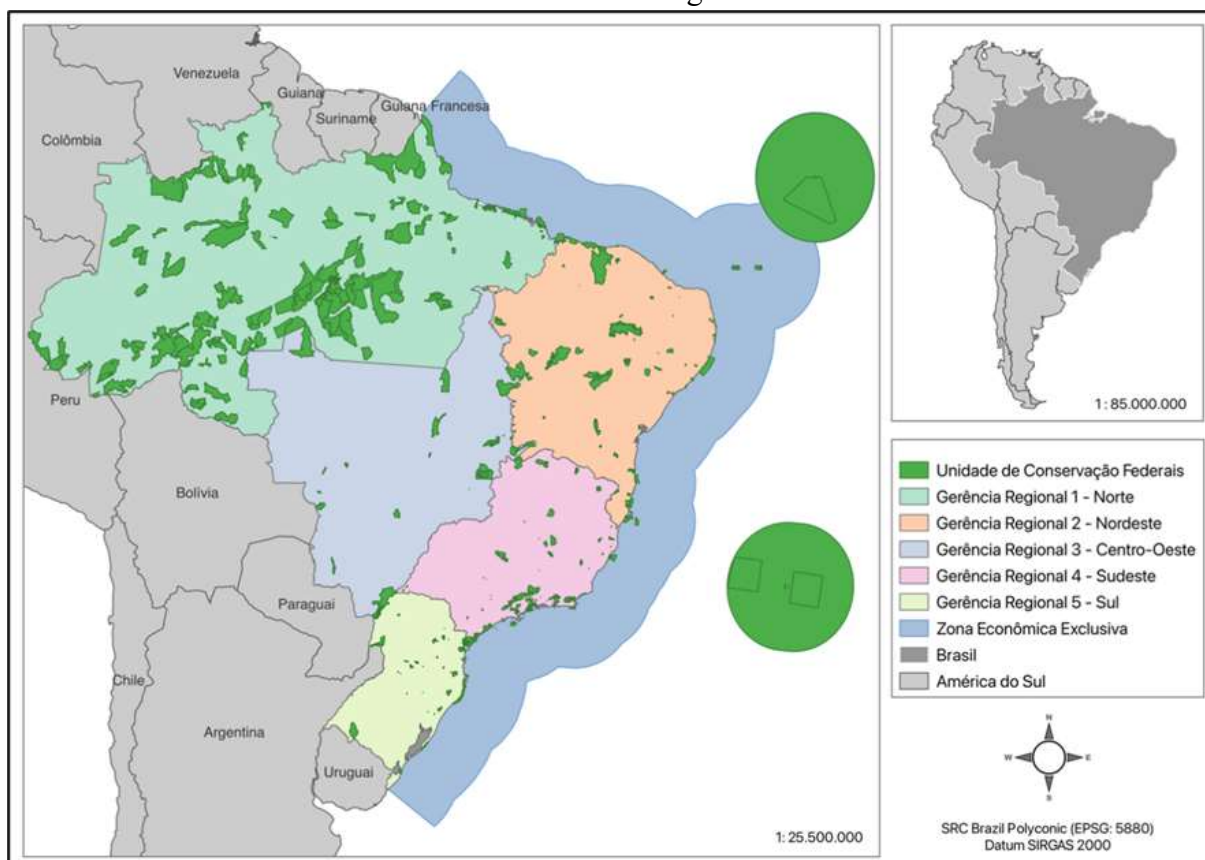 Venezuela
Guiana
Suriname
Guiana Francesa
Colômbia
Peru
Bolívia
Paraguai
Chile
Argentina
Uruguai
1: 25.500.000
1: 85.000.000
Unidade de Conservação Federais
Gerência Regional 1 - Norte
Gerência Regional 2 - Nordeste
Gerência Regional 3 - Centro-Oeste
Gerência Regional 4 - Sudeste
Gerência Regional 5 - Sul
Zona Econômica Exclusiva
Brasil
América do Sul
N
W
E
S
SRC Brazil Polyconic (EPSG: 5880)
Datum SIRGAS 2000